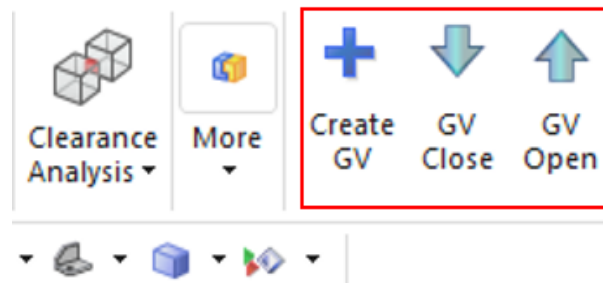 Clearance
Analysis
More
Create
GV
GV
Close
GV
Open